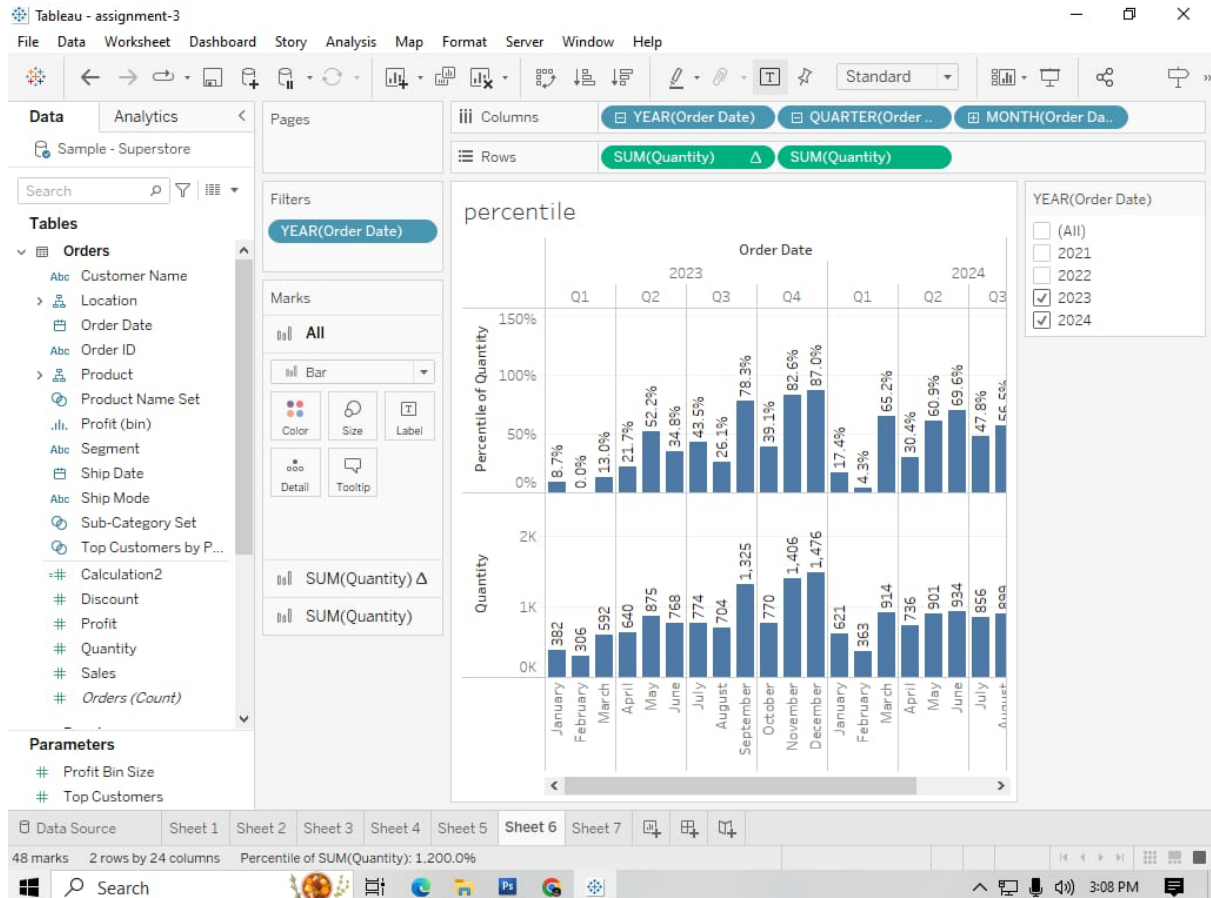 Tableau - assignment-3
File Data Worksheet Dashboard Story Analysis Map Format Server Window Help
Standard
Data Analytics
Sample - Superstore
Search
Tables
Orders
Abc Customer Name
Location
Order Date
Abc Order ID
Product
Product Name Set
Profit (bin)
Abc Segment
Ship Date
Abc Ship Mode
Sub-Category Set
Top Customers by P...
=# Calculation2
# Discount
# Profit
# Quantity
# Sales
# Orders (Count)
Parameters
# Profit Bin Size
# Top Customers
Pages
Filters
YEAR(Order Date)
Marks
All
Bar
Color Size Label
Detail Tooltip
SUM(Quantity) Δ
SUM(Quantity)
Columns YEAR(Order Date) QUARTER(Order .. MONTH(Order Da..
Rows SUM(Quantity) Δ SUM(Quantity)
percentile
Order Date
2023 2024
Q1 Q2 Q3 Q4 Q1 Q2 Q3
Percentile of Quantity
150%
100%
50%
0%
8.7% 0.0% 13.0% 21.7% 52.2% 34.8% 43.5% 26.1% 78.3% 39.1% 82.6% 87.0% 17.4% 4.3% 65.2% 30.4% 60.9% 69.6% 47.8% 56.5%
Quantity
2K
1K
0K
382 306 592 640 875 768 774 704 1,325 770 1,406 1,476 621 363 914 736 901 934 856 899
January February March April May June July August September October November December January February March April May June July August
YEAR(Order Date)
(All)
2021
2022
2023
2024
Data Source Sheet 1 Sheet 2 Sheet 3 Sheet 4 Sheet 5 Sheet 6 Sheet 7
48 marks 2 rows by 24 columns Percentile of SUM(Quantity): 1,200.0%
Search Ps 3:08 PM